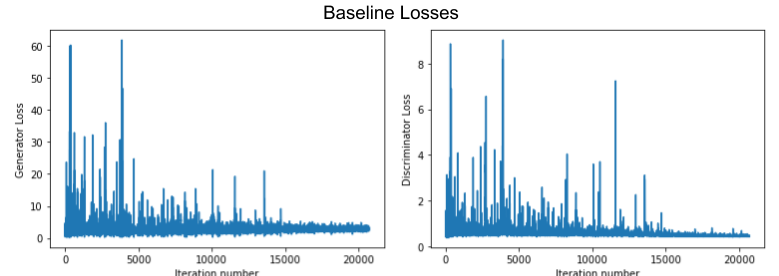 Baseline Losses
Generator Loss
60
50
40
30
20
10
0
0 5000 10000 15000 20000
Iteration number
Discriminator Loss
8
6
4
2
0
0 5000 10000 15000 20000
Iteration number